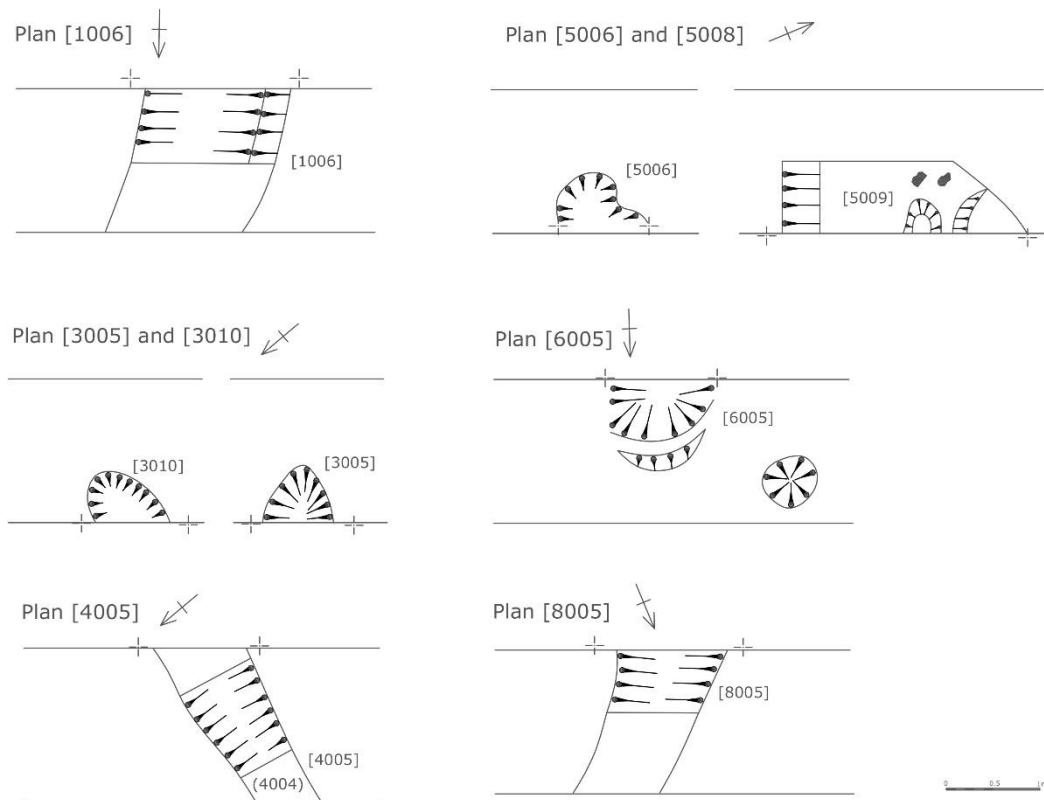 Plan [1006]
[1006]
Plan [5006] and [5008]
[5006]
[5009]
Plan [3005] and [3010]
[3010]
[3005]
Plan [6005]
[6005]
Plan [4005]
[4005]
(4004)
Plan [8005]
[8005]
0 0.5